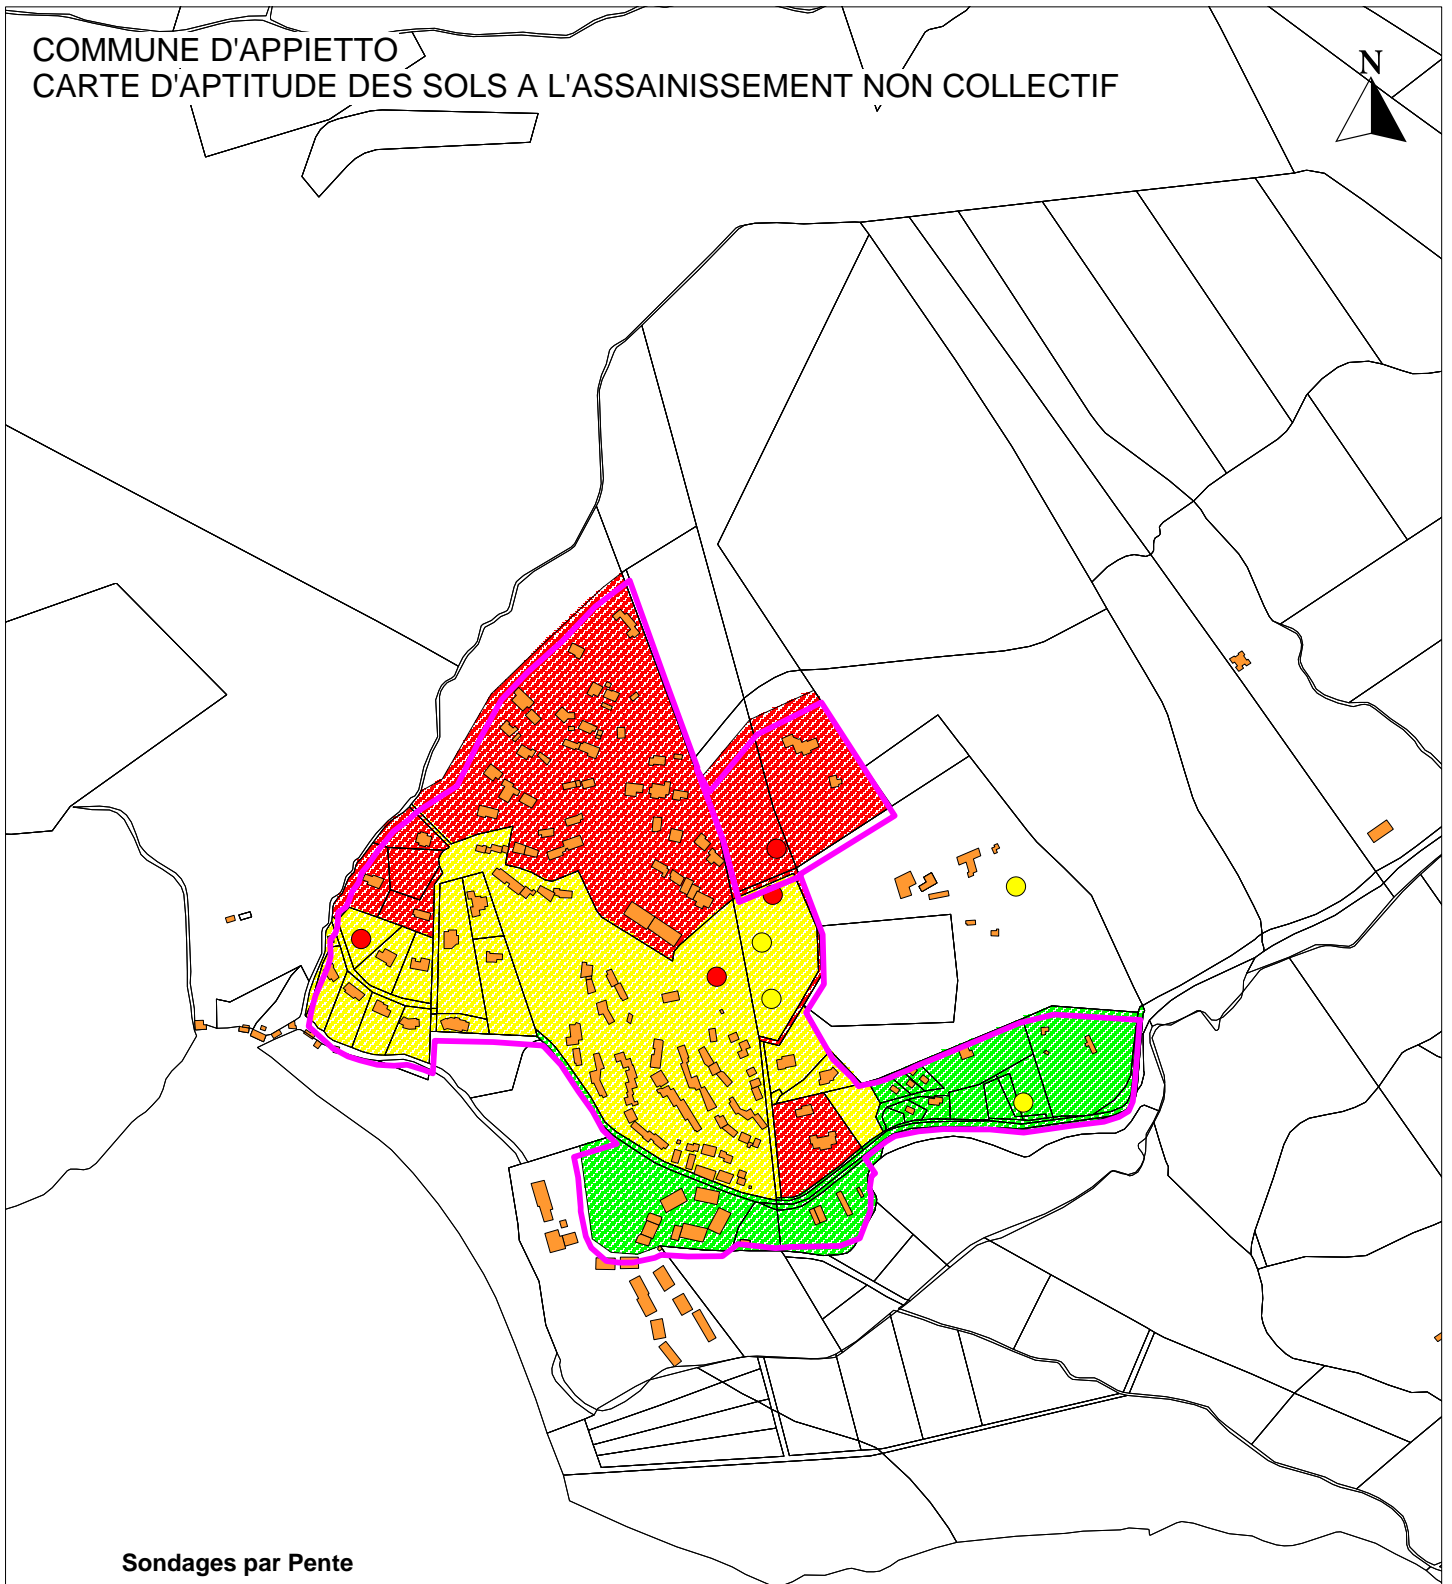 COMMUNE D'APPIETTO
CARTE D'APTITUDE DES SOLS A L'ASSAINISSEMENT NON COLLECTIF
N
Sondages par Pente